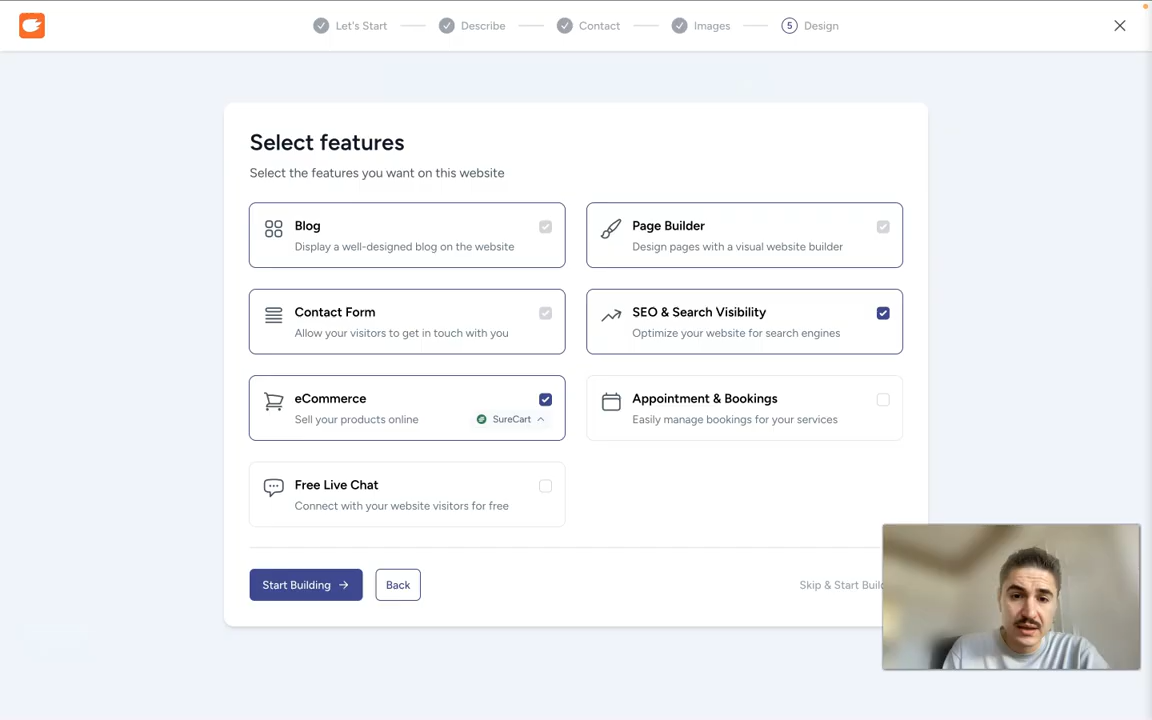 Let's Start
Describe
Contact
Images
5 Design
Select features
Select the features you want on this website
Blog
Display a well-designed blog on the website
Page Builder
Design pages with a visual website builder
Contact Form
Allow your visitors to get in touch with you
SEO & Search Visibility
Optimize your website for search engines
eCommerce
Sell your products online
SureCart
Appointment & Bookings
Easily manage bookings for your services
Free Live Chat
Connect with your website visitors for free
Start Building →
Back
Skip & Start